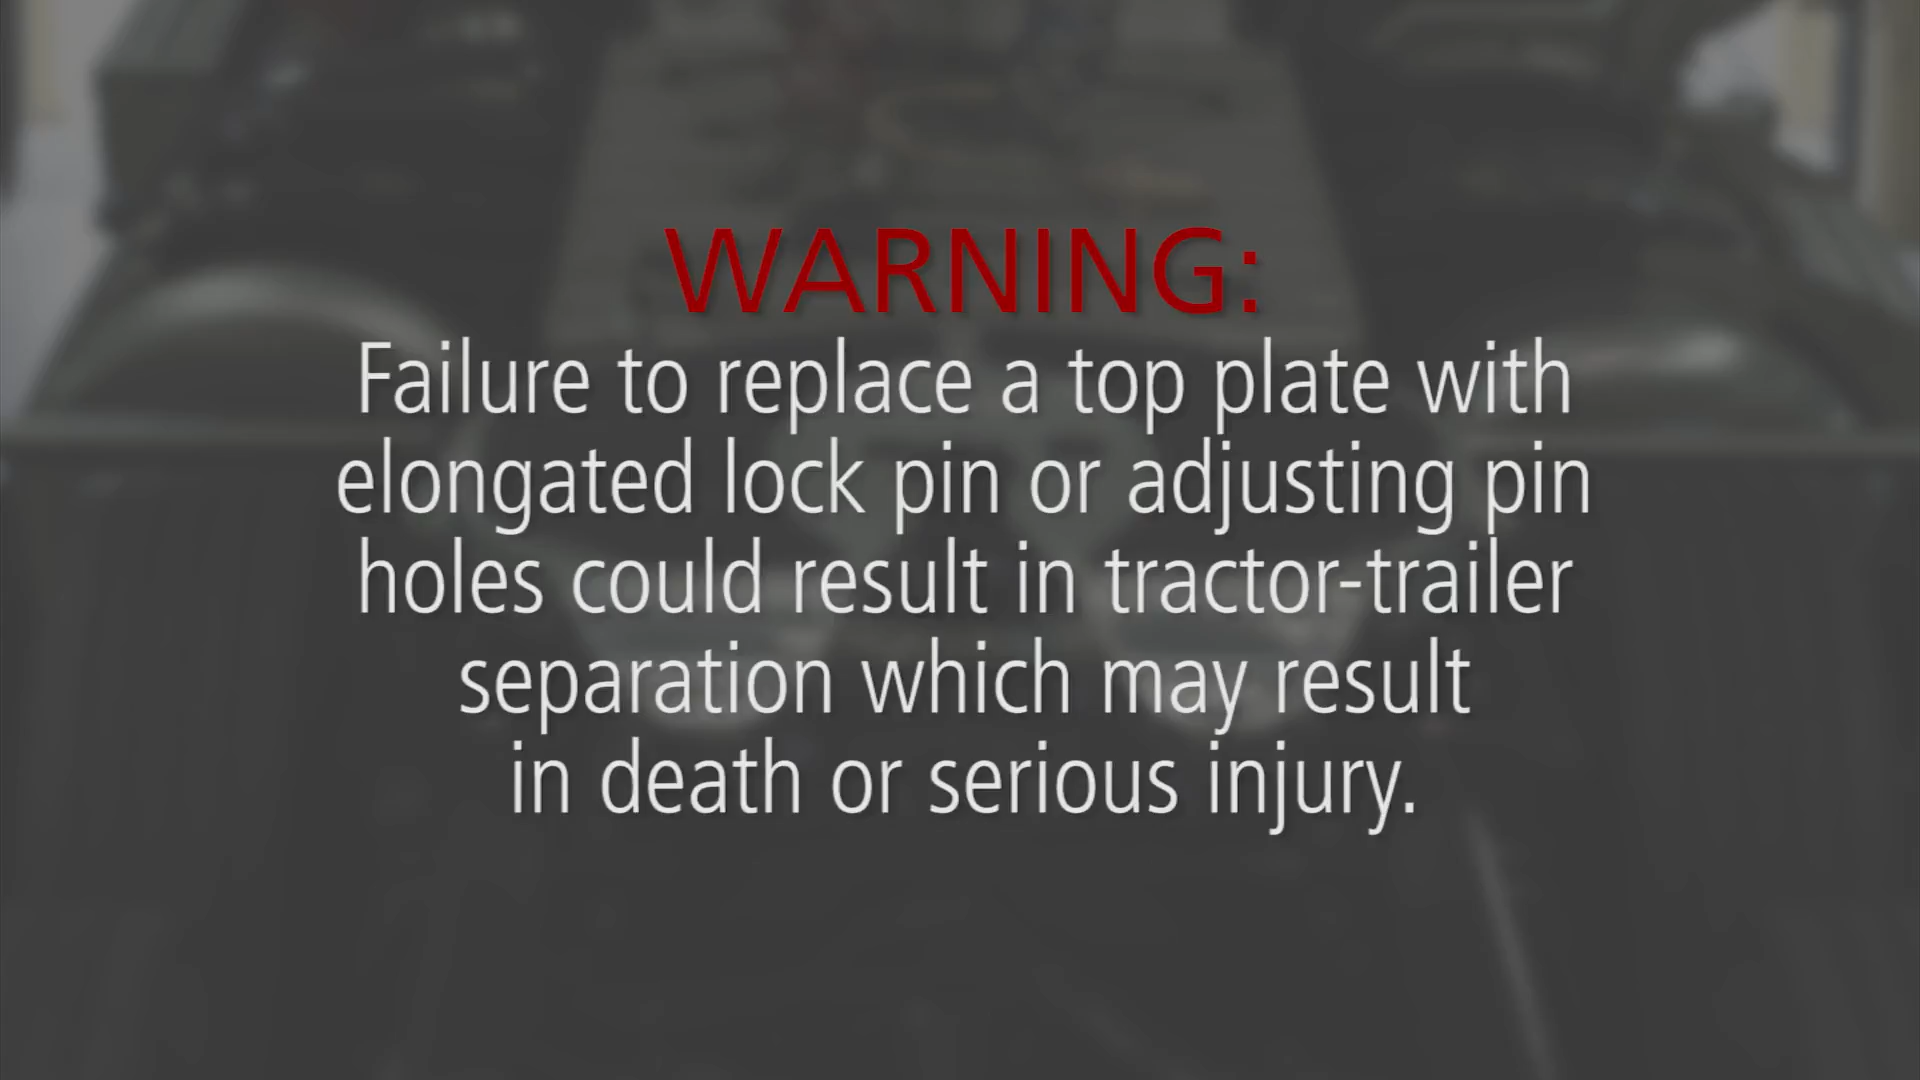 WARNING:
Failure to replace a top plate with
elongated lock pin or adjusting pin
holes could result in tractor-trailer
separation which may result
in death or serious injury.